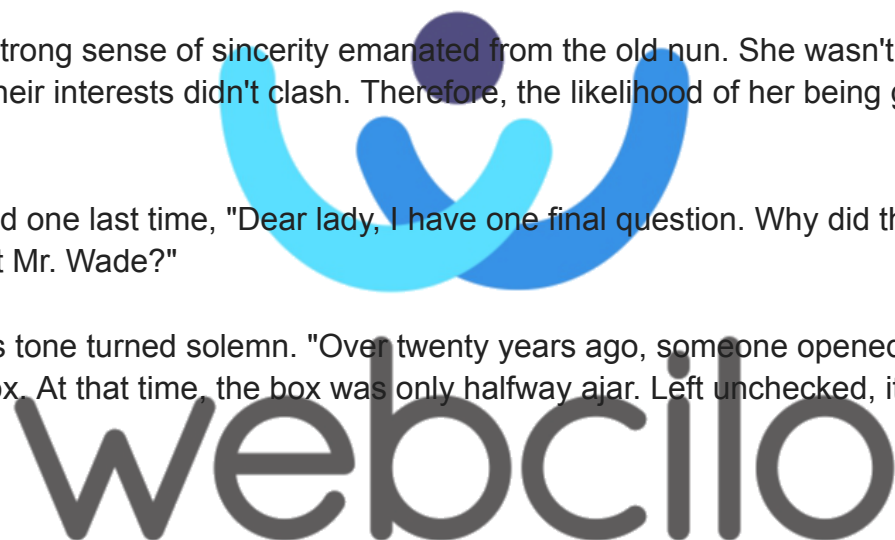 trong sense of sincerity emanated from the old nun. She wasn't
heir interests didn't clash. Therefore, the likelihood of her being
d one last time, "Dear lady, I have one final question. Why did th
t Mr. Wade?"
s tone turned solemn. "Over twenty years ago, someone opened
ox. At that time, the box was only halfway ajar. Left unchecked, it
webcilo